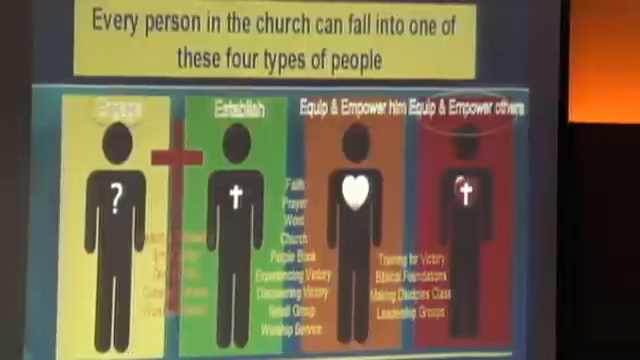 Every person in the church can fall into one of
these four types of people
Engage
Establish
Equip & Empower him
Equip & Empower others
?
Faith
Prayer
Word
Church
People Book
Experiencing Victory
Discovering Victory
Small Group
Worship Service
Training for Victory
Biblical Foundations
Making Disciples Class
Leadership Groups